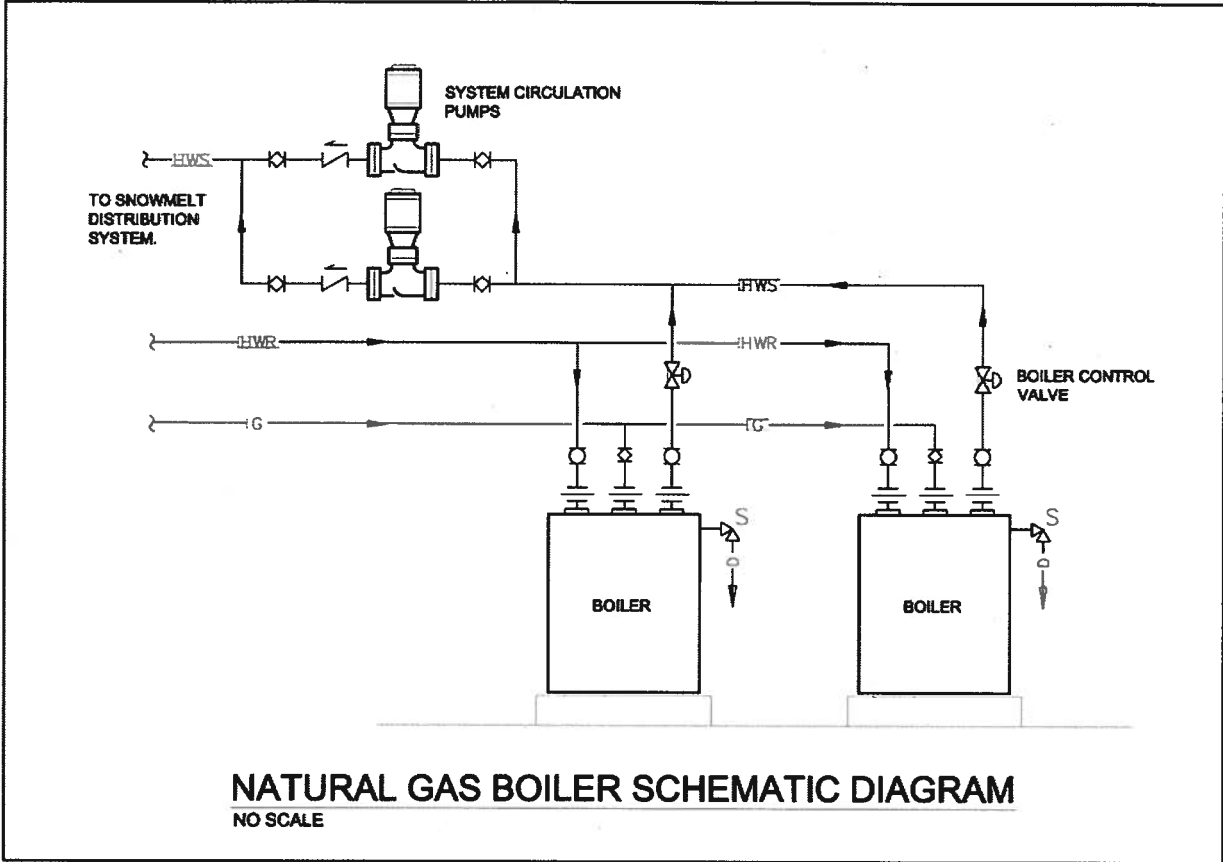 SYSTEM CIRCULATION
PUMPS
HWS
TO SNOWMELT
DISTRIBUTION
SYSTEM.
HWS
HWR
HWR
BOILER CONTROL
VALVE
G
G
S
S
D
D
BOILER
BOILER
NATURAL GAS BOILER SCHEMATIC DIAGRAM
NO SCALE